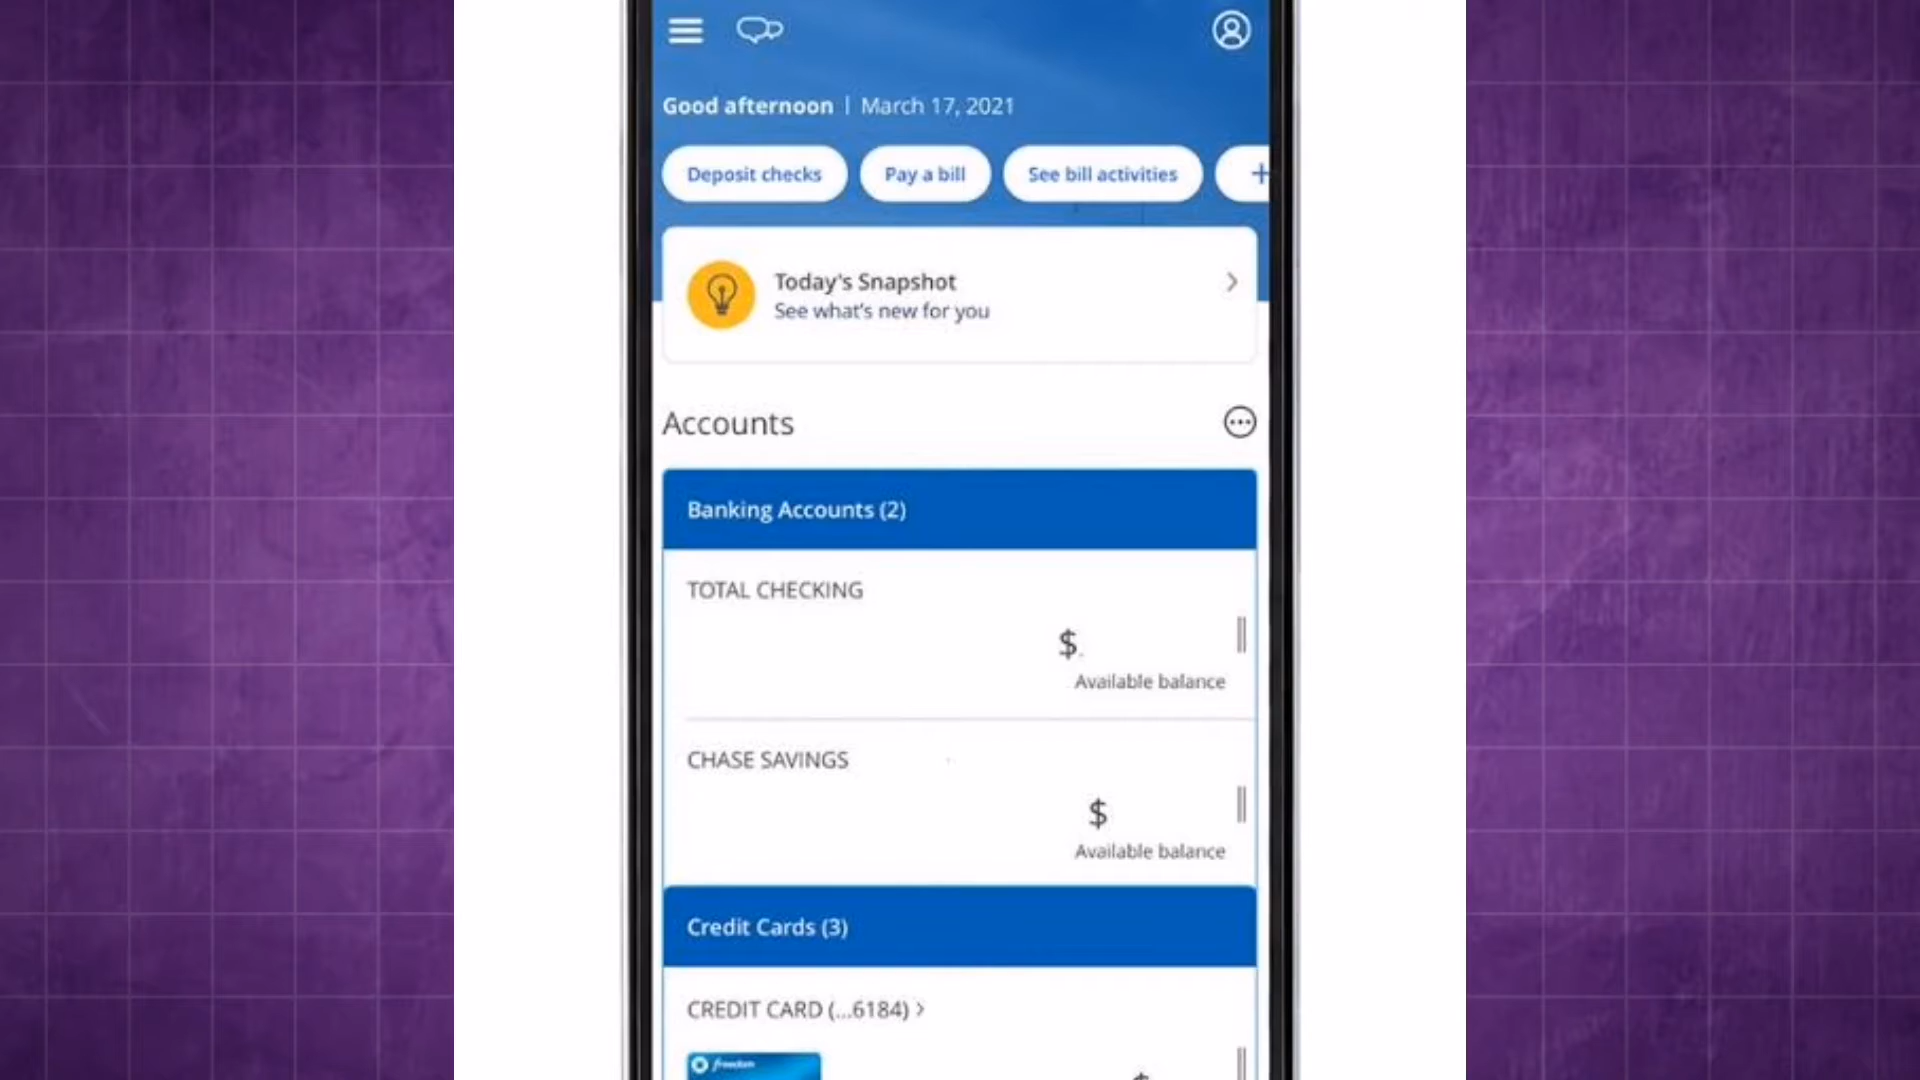 Good afternoon | March 17, 2021
Deposit checks Pay a bill See bill activities +
Today's Snapshot
See what's new for you
Accounts
Banking Accounts (2)
TOTAL CHECKING
$
Available balance
CHASE SAVINGS
$
Available balance
Credit Cards (3)
CREDIT CARD (...6184) >
freedom
$